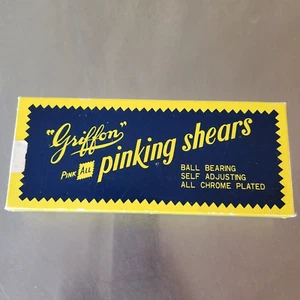 "Griffon"
PINK ALL pinking shears
BALL BEARING
SELF ADJUSTING
ALL CHROME PLATED